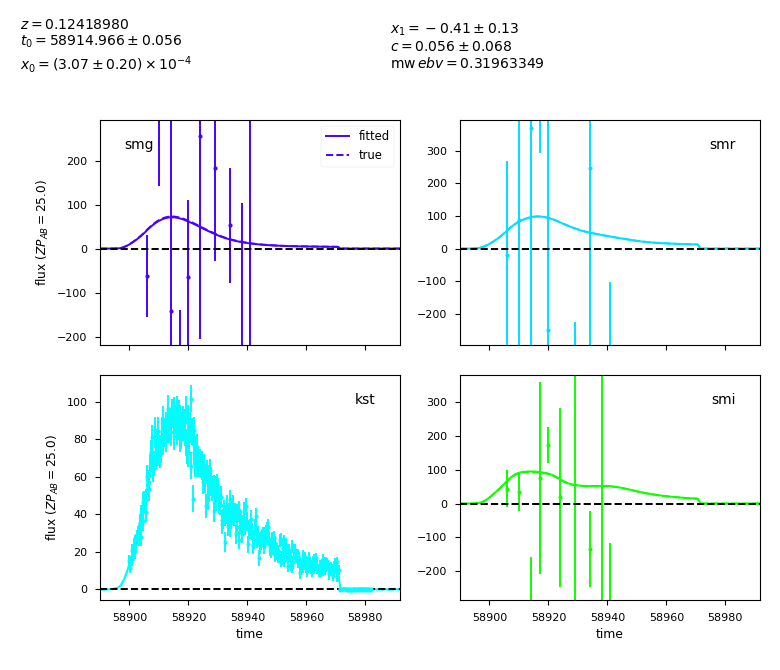 z = 0.12418980
t0 = 58914.966 ± 0.056
x0 = (3.07 ± 0.20) × 10^−4
x1 = −0.41 ± 0.13
c = 0.056 ± 0.068
mw ebv = 0.31963349
smg
fitted
true
200
100
0
−100
−200
flux (ZP_AB = 25.0)
smr
300
200
100
0
−100
−200
kst
100
80
60
40
20
0
flux (ZP_AB = 25.0)
58900 58920 58940 58960 58980
time
smi
300
200
100
0
−100
−200
58900 58920 58940 58960 58980
time